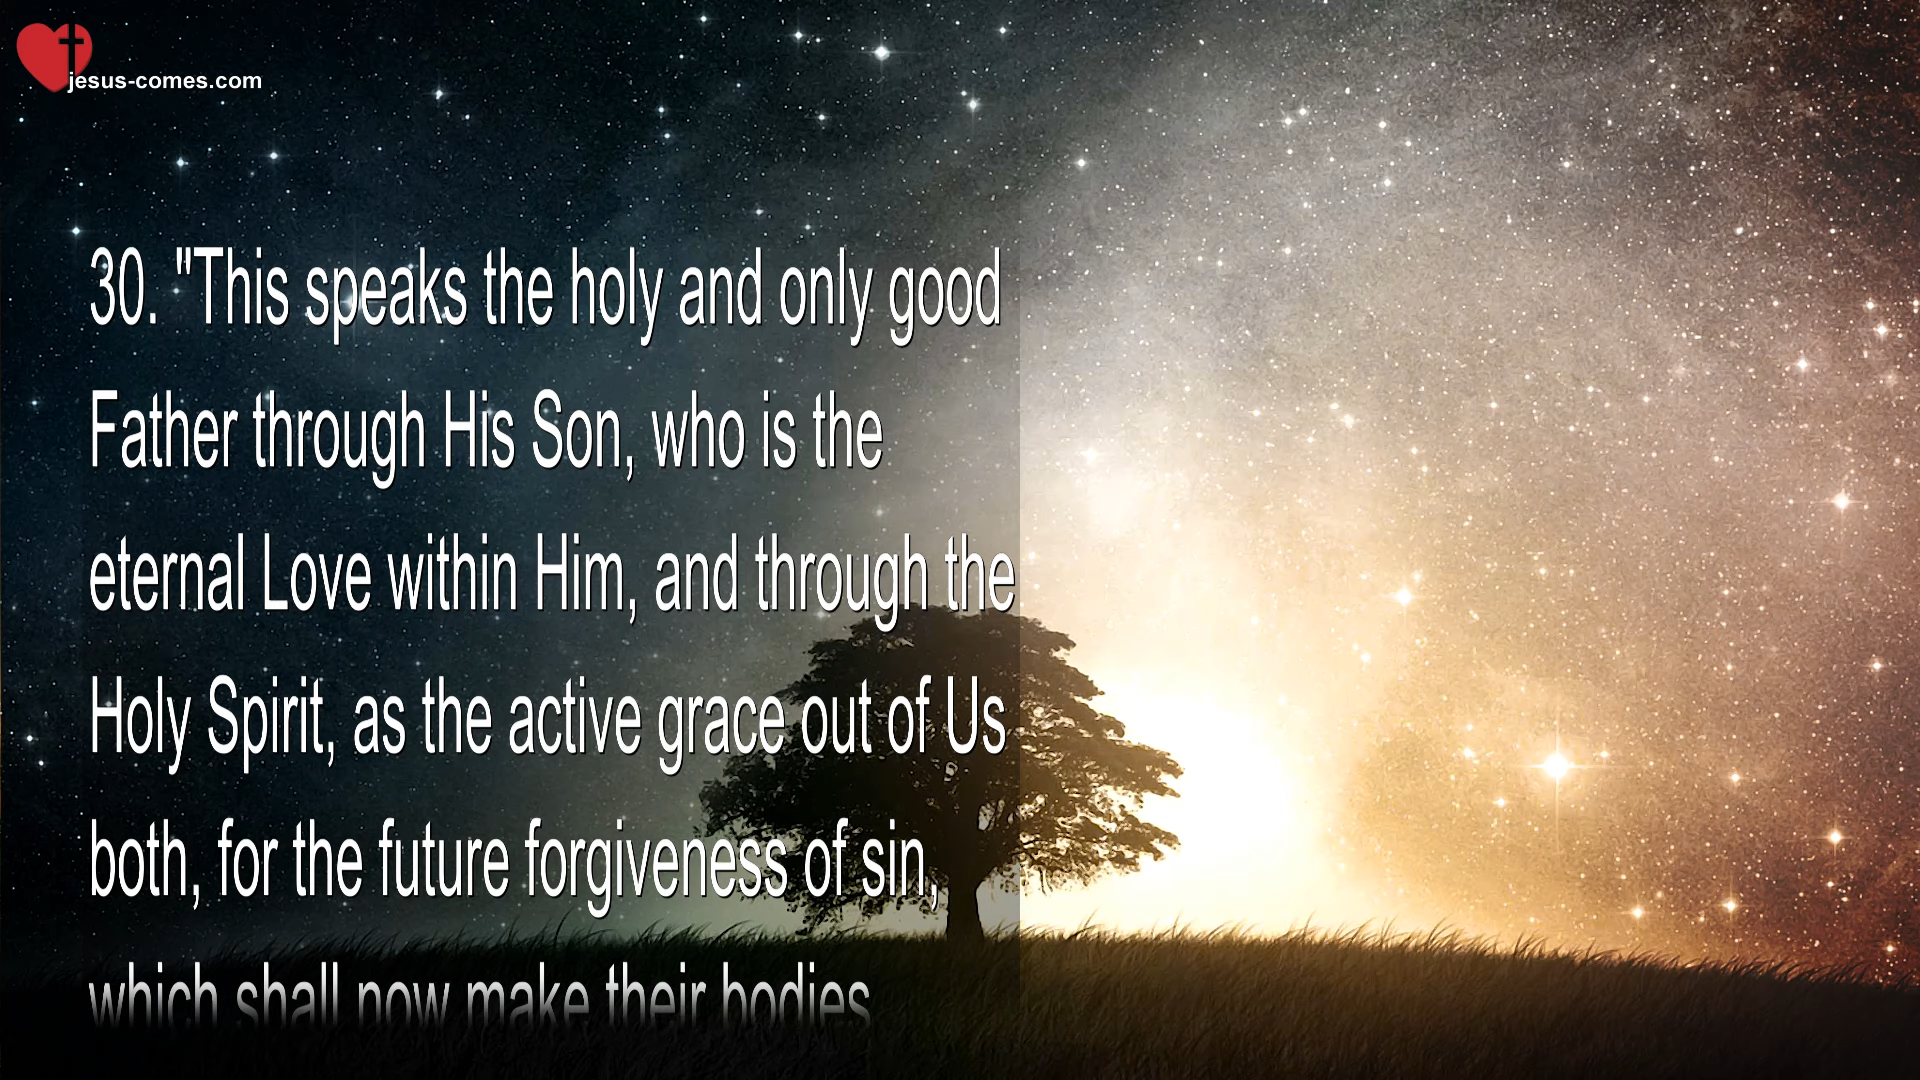 jesus-comes.com
30. "This speaks the holy and only good
Father through His Son, who is the
eternal Love within Him, and through the
Holy Spirit, as the active grace out of Us
both, for the future forgiveness of sin,
which shall now make their bodies